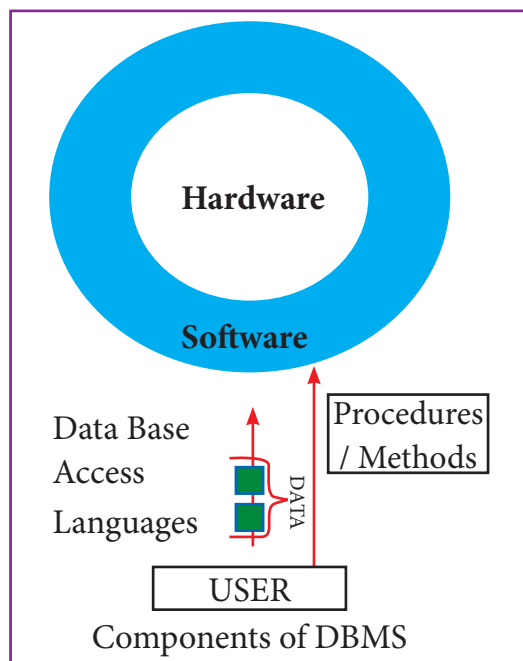 Hardware
Software
Procedures
/ Methods
Data Base
Access
Languages
DATA
USER
Components of DBMS